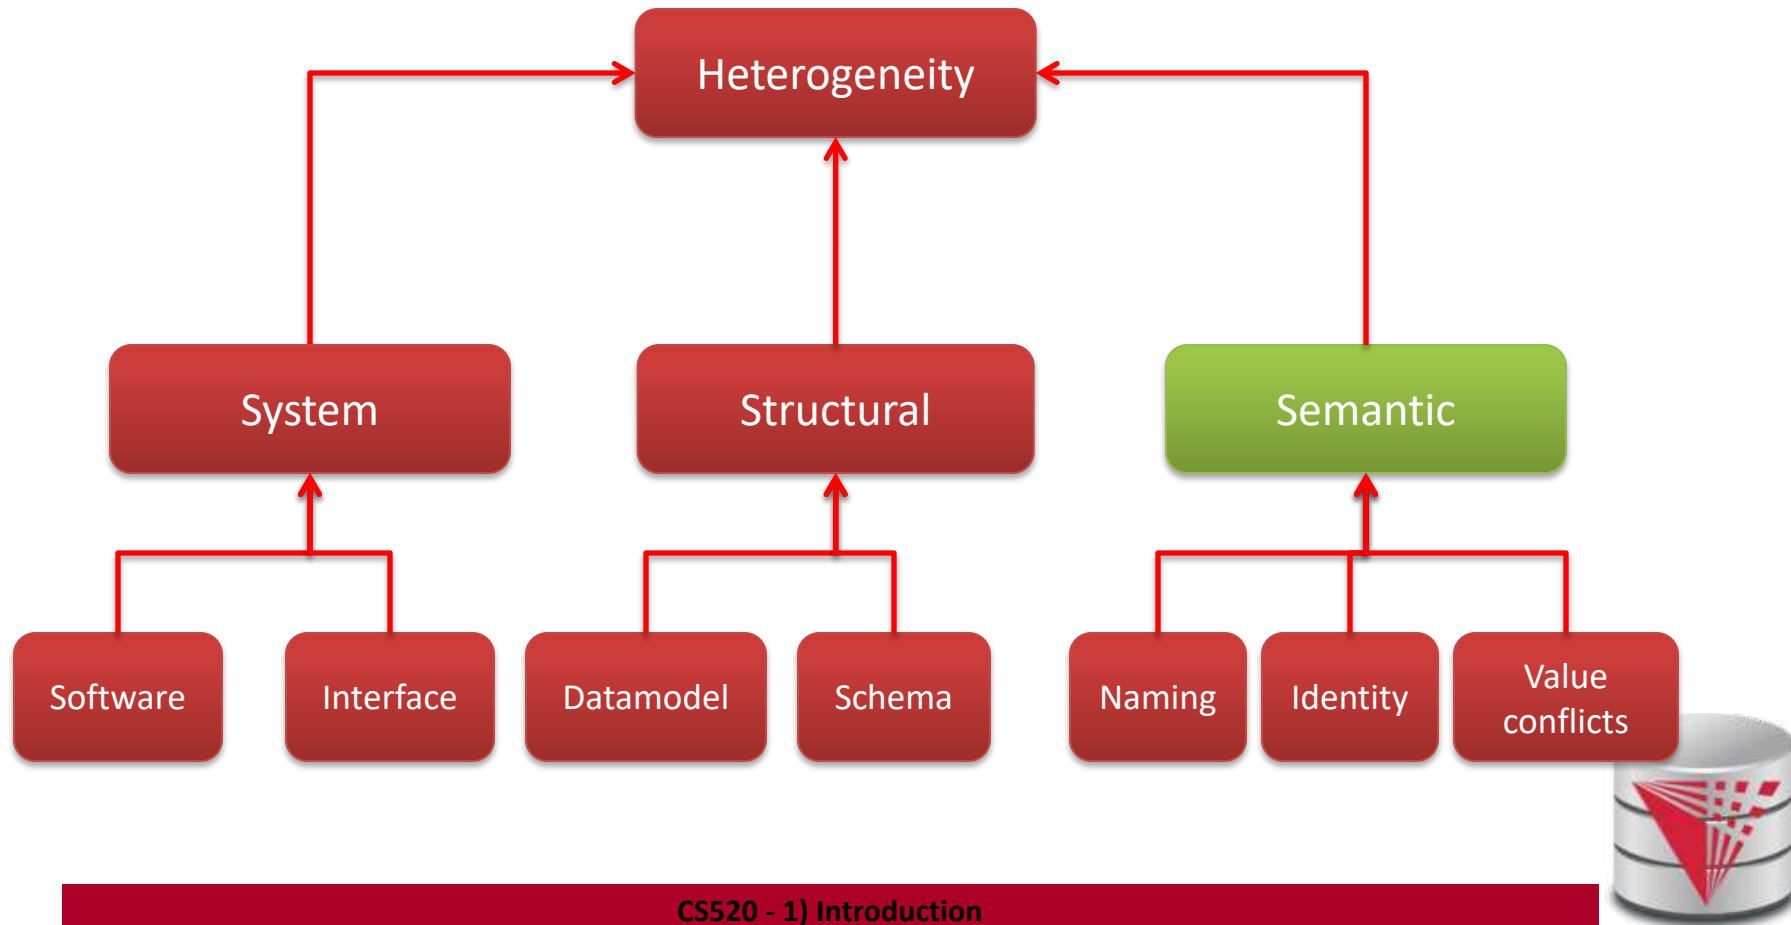 Heterogeneity
System
Structural
Semantic
Software
Interface
Datamodel
Schema
Naming
Identity
Value
conflicts
CS520 - 1) Introduction